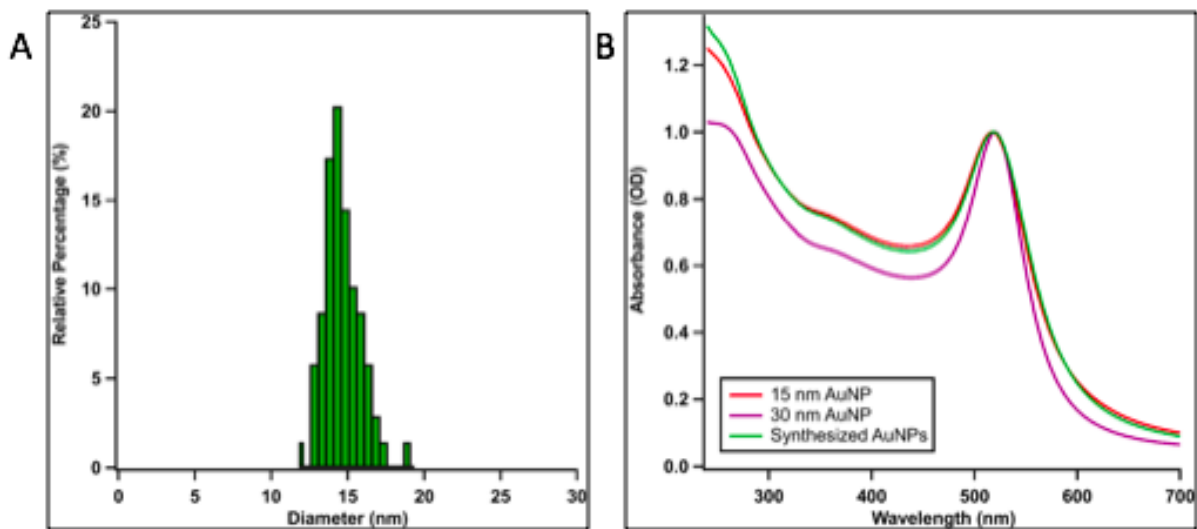 A
Relative Percentage (%)
25
20
15
10
5
0
0 5 10 15 20 25 30
Diameter (nm)
B
Absorbance (OD)
1.2
1.0
0.8
0.6
0.4
0.2
0.0
15 nm AuNP
30 nm AuNP
Synthesized AuNPs
300 400 500 600 700
Wavelength (nm)